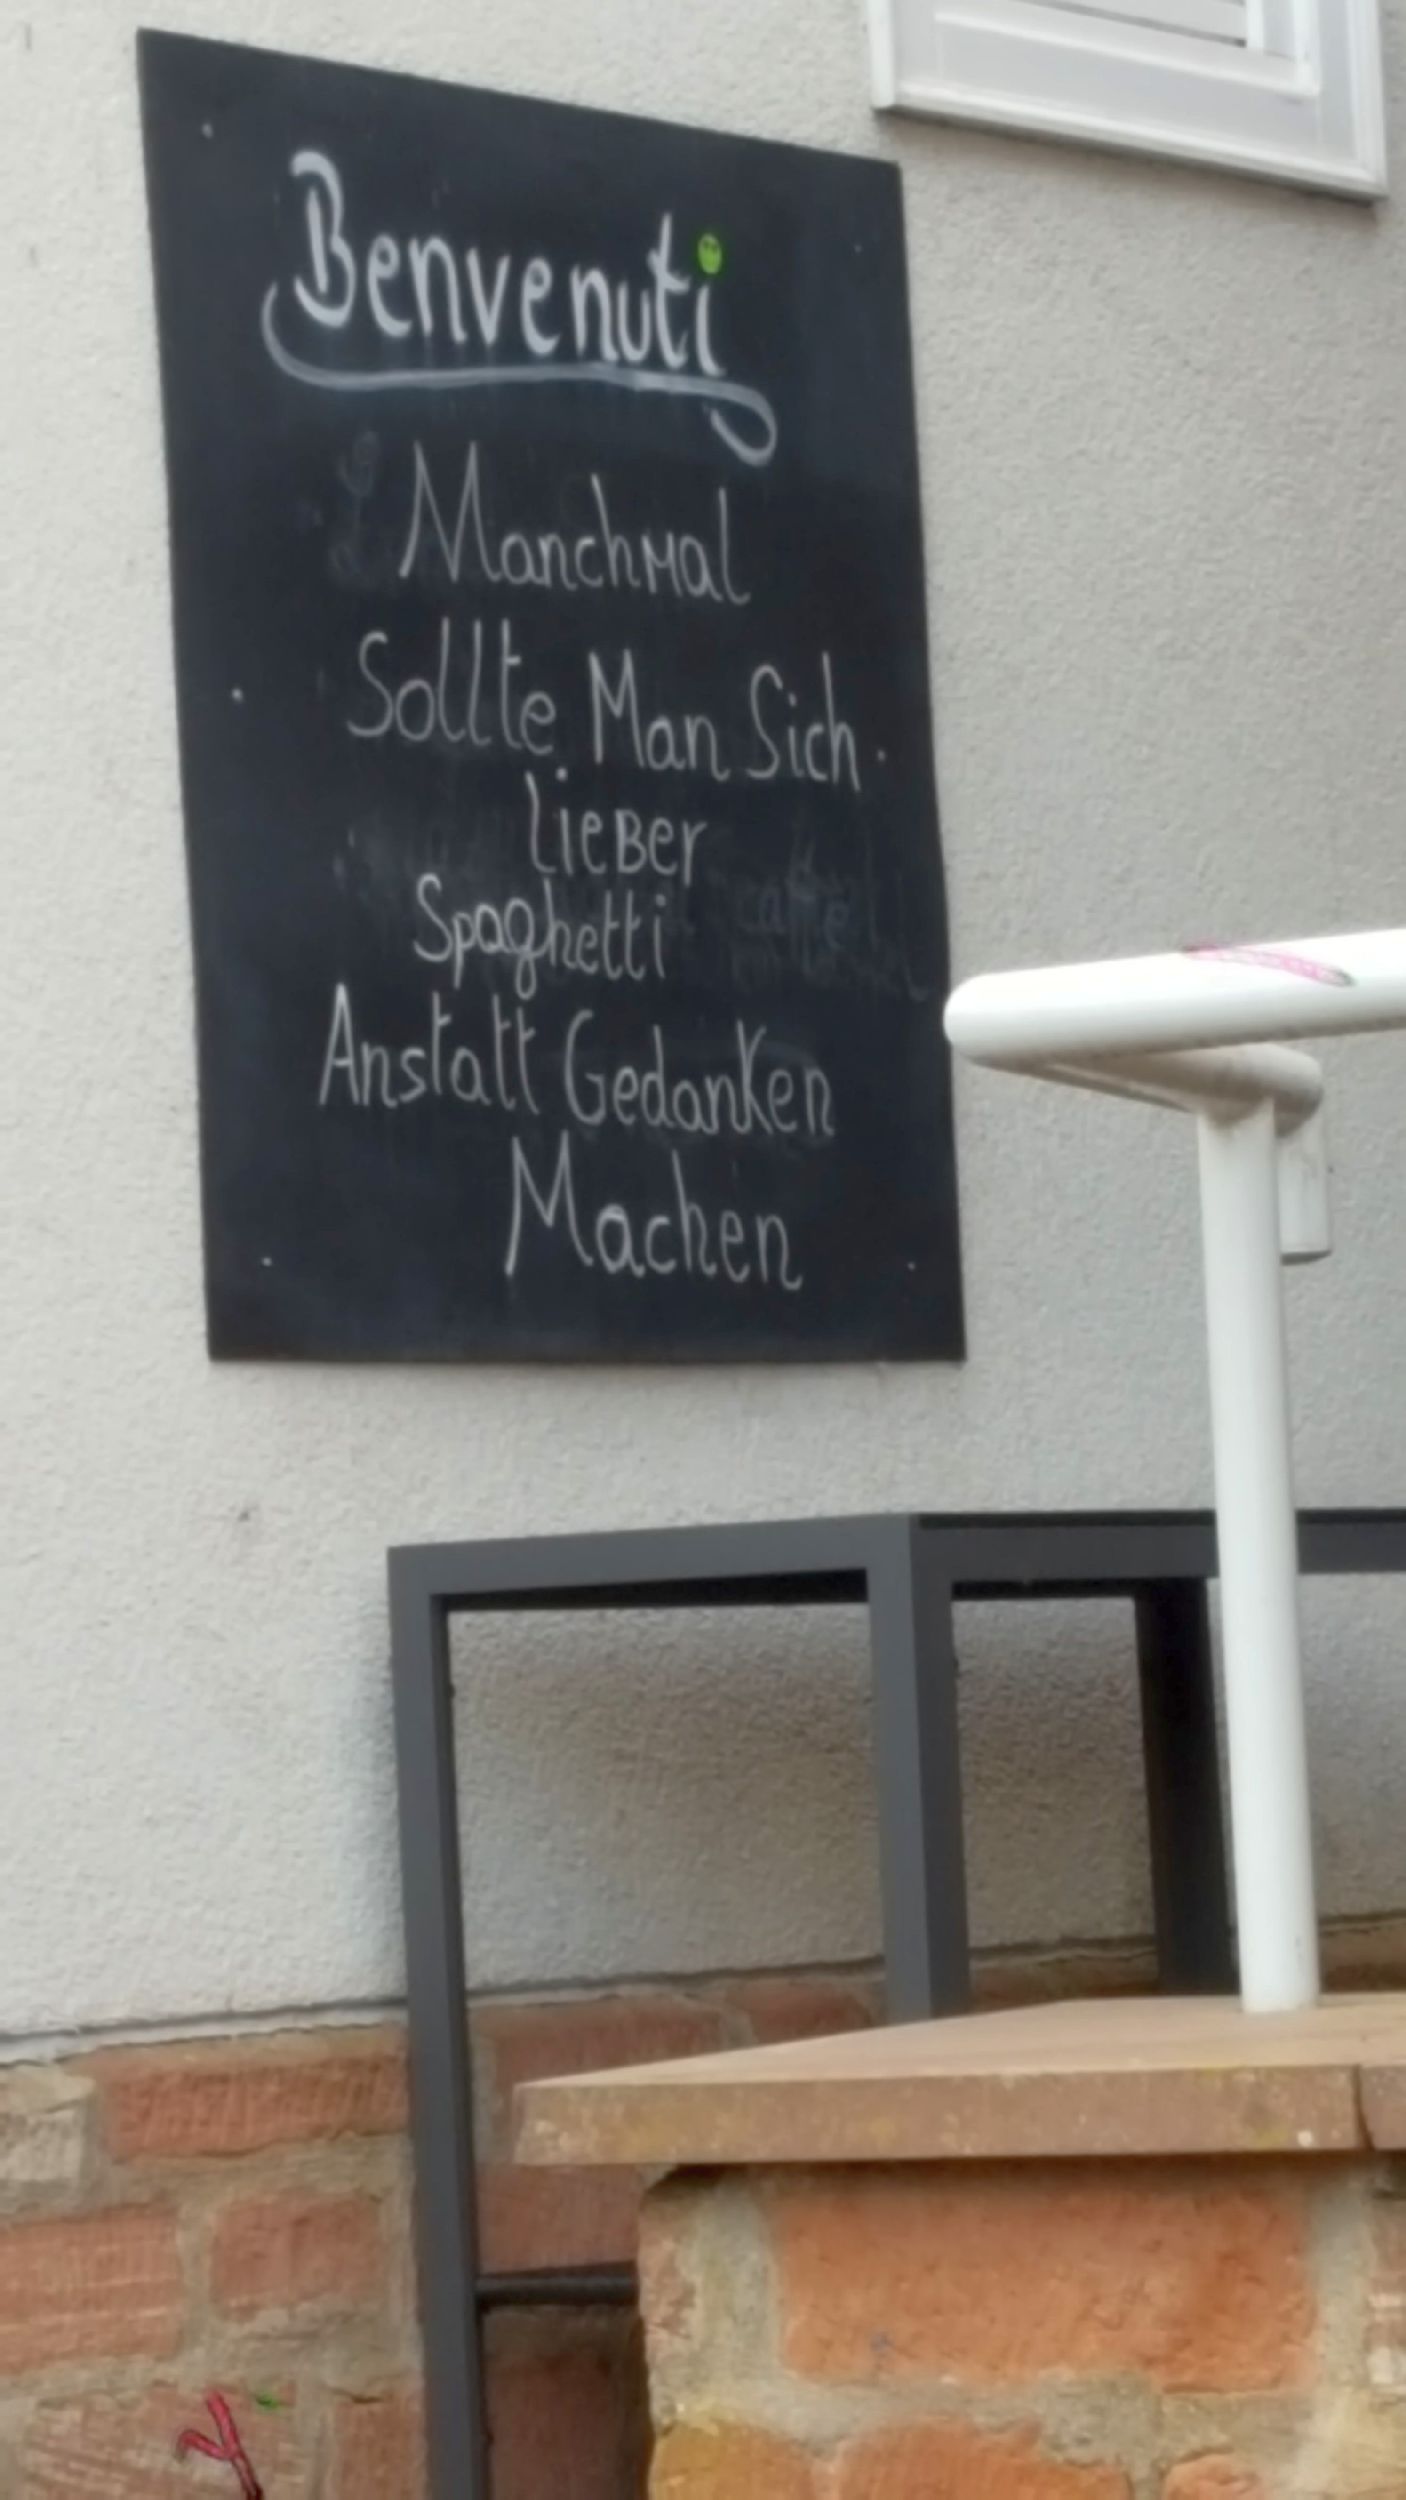 Benvenuti
Manchmal
Sollte Man Sich
lieber
Spaghetti
Anstatt Gedanken
Machen